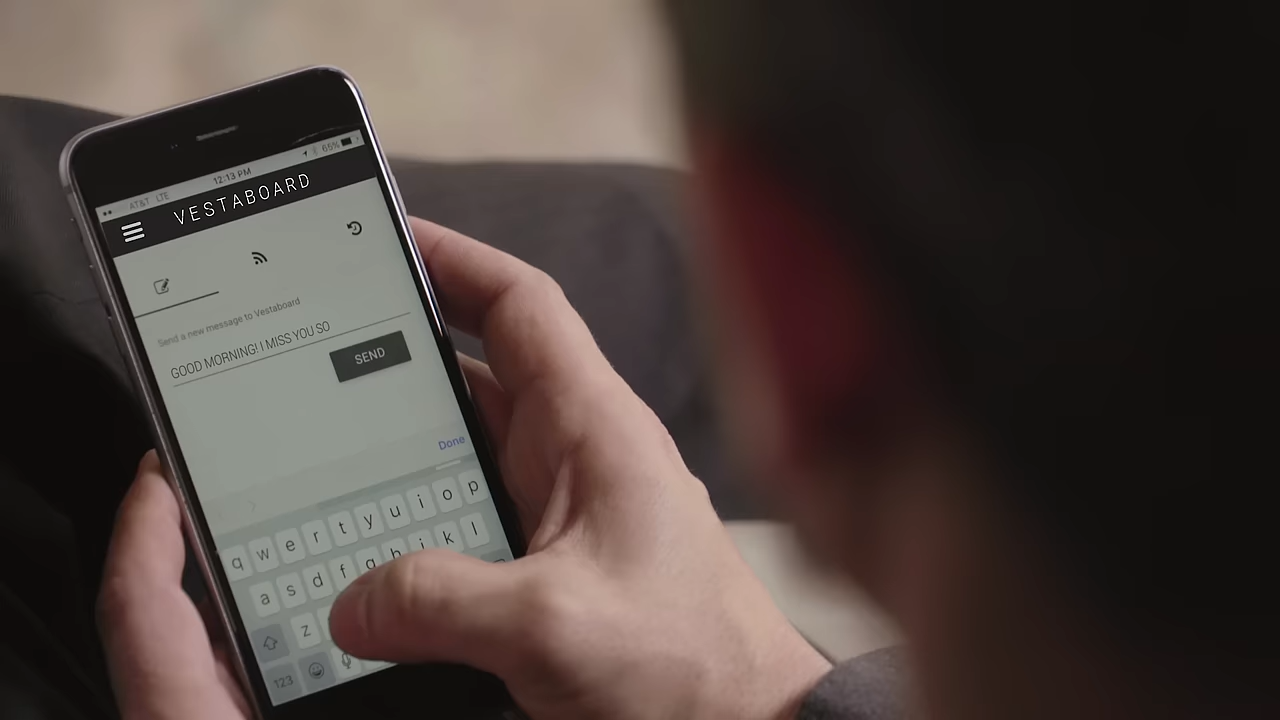 AT&T LTE 12:13 PM 65%
VESTABOARD
Send a new message to Vestaboard
GOOD MORNING! I MISS YOU SO
SEND
Done
q w e r t y u i o p
a s d f g h j k l
z
123